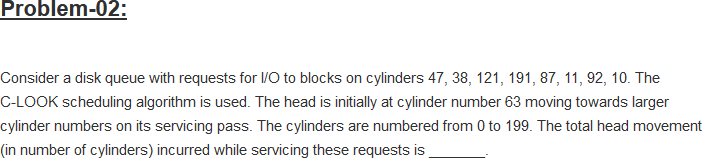 Problem-02:
Consider a disk queue with requests for I/O to blocks on cylinders 47, 38, 121, 191, 87, 11, 92, 10. The
C-LOOK scheduling algorithm is used. The head is initially at cylinder number 63 moving towards larger
cylinder numbers on its servicing pass. The cylinders are numbered from 0 to 199. The total head movement
(in number of cylinders) incurred while servicing these requests is _______.